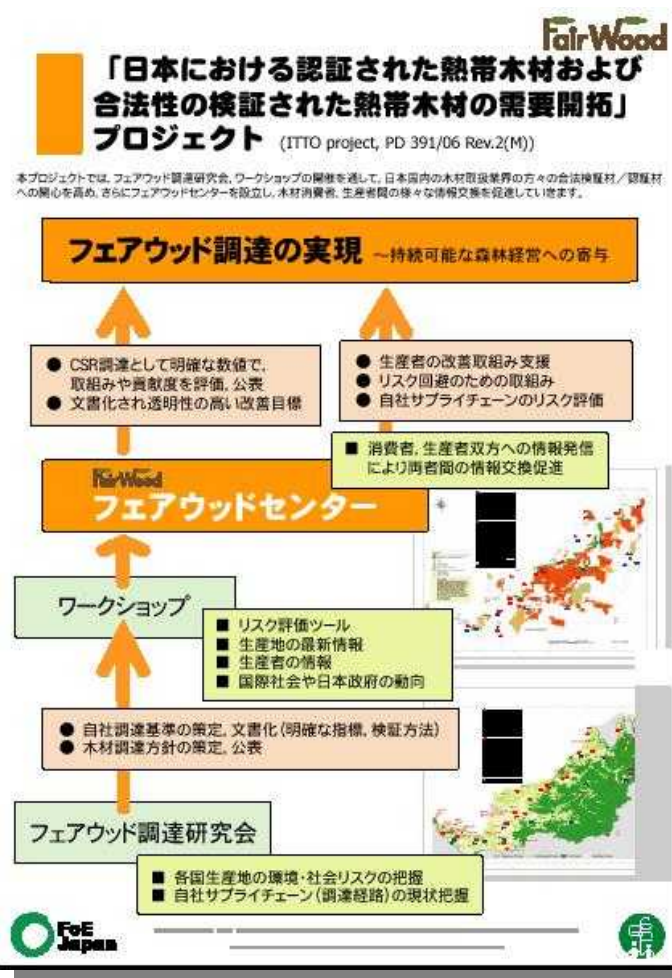 FairWood
「日本における認証された熱帯木材および
合法性の検証された熱帯木材の需要開拓」
プロジェクト (ITTO project, PD 391/06 Rev.2(M))
本プロジェクトでは、フェアウッド調達研究会、ワークショップの開催を通して、日本国内の木材取扱業界の方々の合法検証材／認証材
への関心を高め、さらにフェアウッドセンターを設立し、木材消費者、生産者間の様々な情報交換を促進していきます。
フェアウッド調達の実現 ～持続可能な森林経営への寄与
● CSR調達として明確な数値で、
取組みや貢献度を評価、公表
● 文書化され透明性の高い改善目標
● 生産者の改善取組み支援
● リスク回避のための取組み
● 自社サプライチェーンのリスク評価
■ 消費者、生産者双方への情報発信
により両者間の情報交換促進
FairWood
フェアウッドセンター
ワークショップ
■ リスク評価ツール
■ 生産地の最新情報
■ 生産者の情報
■ 国際社会や日本政府の動向
● 自社調達基準の策定、文書化（明確な指標、検証方法）
● 木材調達方針の策定、公表
フェアウッド調達研究会
■ 各国生産地の環境・社会リスクの把握
■ 自社サプライチェーン（調達経路）の現状把握
FoE
Japan